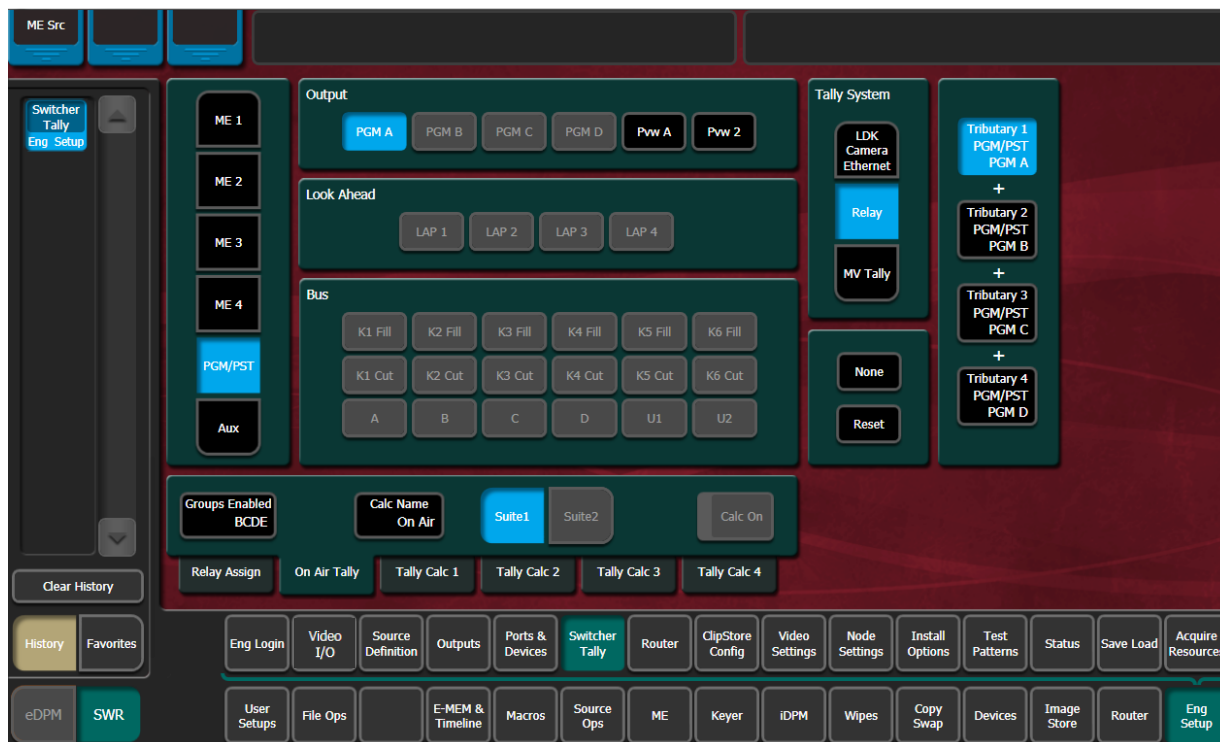 ME Src
Switcher
Tally
Eng Setup
Clear History
History
Favorites
eDPM
SWR
ME 1
ME 2
ME 3
ME 4
PGM/PST
Aux
Output
PGM A
PGM B
PGM C
PGM D
Pvw A
Pvw 2
Look Ahead
LAP 1
LAP 2
LAP 3
LAP 4
Bus
K1 Fill
K2 Fill
K3 Fill
K4 Fill
K5 Fill
K6 Fill
K1 Cut
K2 Cut
K3 Cut
K4 Cut
K5 Cut
K6 Cut
A
B
C
D
U1
U2
Tally System
LDK
Camera
Ethernet
Relay
MV Tally
None
Reset
Tributary 1
PGM/PST
PGM A
+
Tributary 2
PGM/PST
PGM B
+
Tributary 3
PGM/PST
PGM C
+
Tributary 4
PGM/PST
PGM D
Groups Enabled
BCDE
Calc Name
On Air
Suite1
Suite2
Calc On
Relay Assign
On Air Tally
Tally Calc 1
Tally Calc 2
Tally Calc 3
Tally Calc 4
Eng Login
Video
I/O
Source
Definition
Outputs
Ports &
Devices
Switcher
Tally
Router
ClipStore
Config
Video
Settings
Node
Settings
Install
Options
Test
Patterns
Status
Save Load
Acquire
Resources
User
Setups
File Ops
E-MEM &
Timeline
Macros
Source
Ops
ME
Keyer
iDPM
Wipes
Copy
Swap
Devices
Image
Store
Router
Eng
Setup